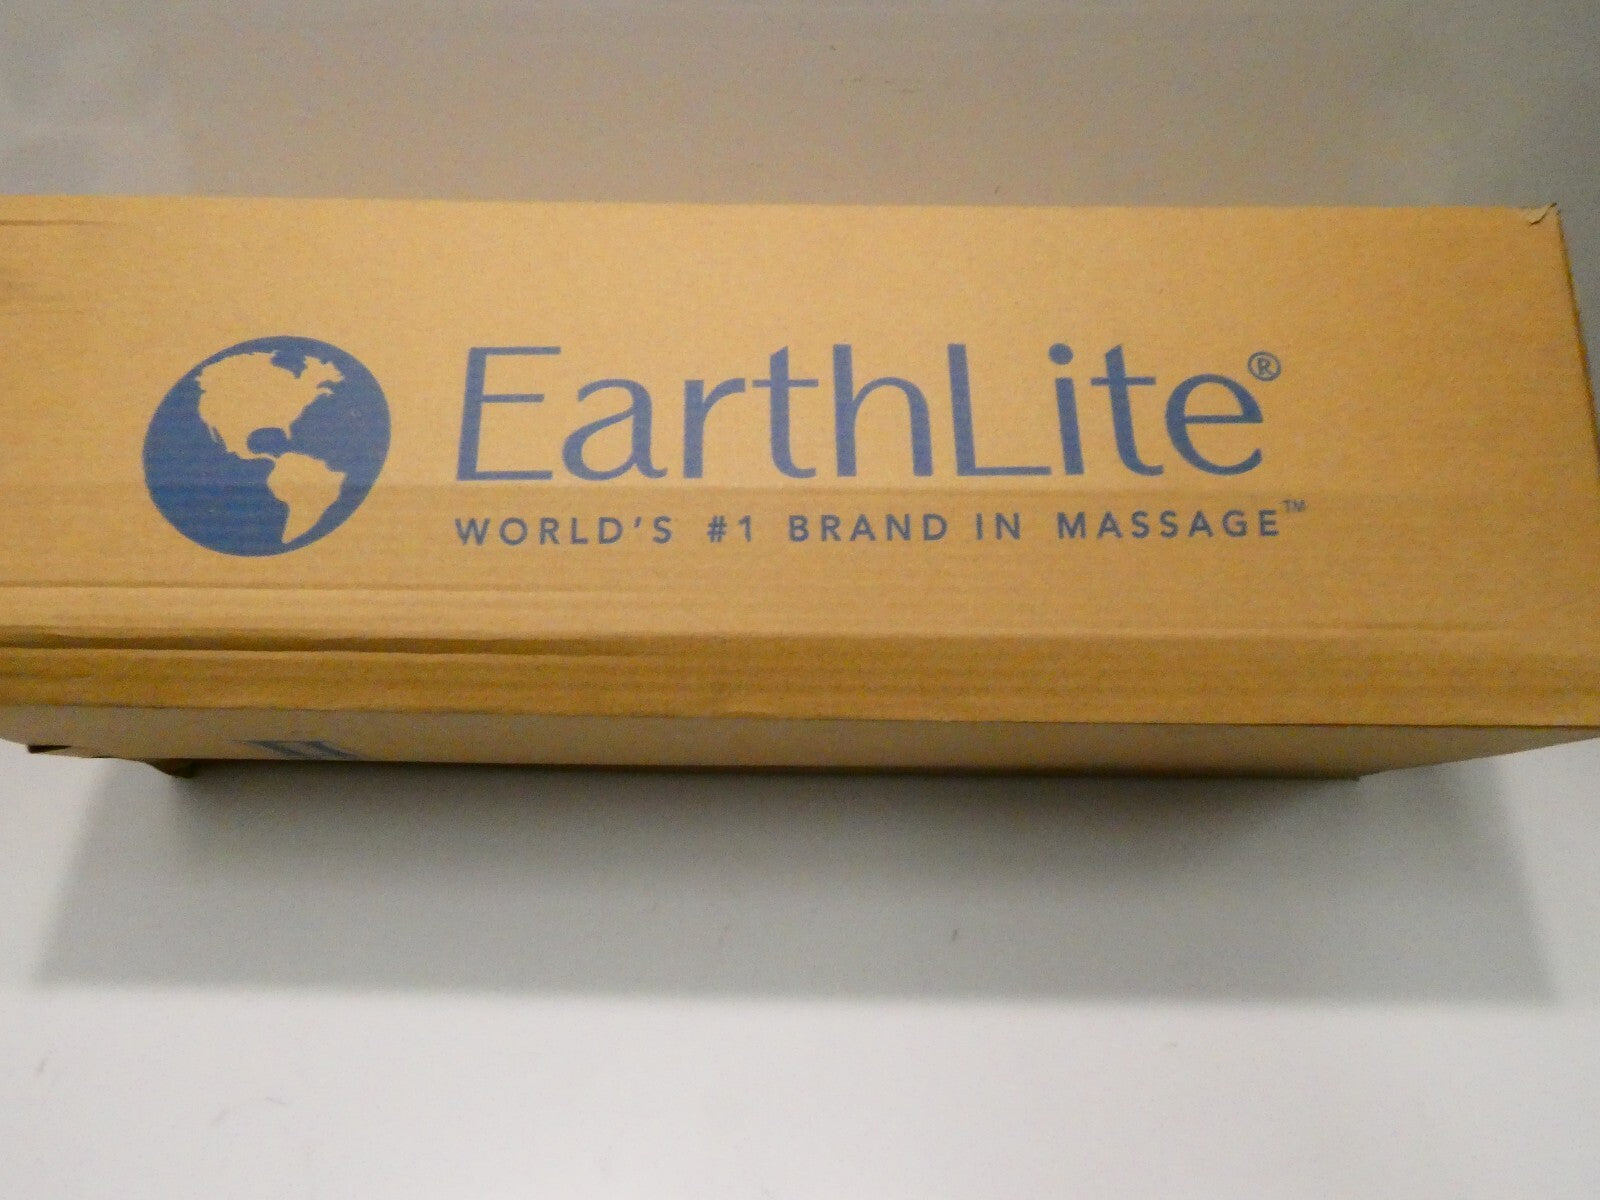 EarthLite®
WORLD'S #1 BRAND IN MASSAGE™